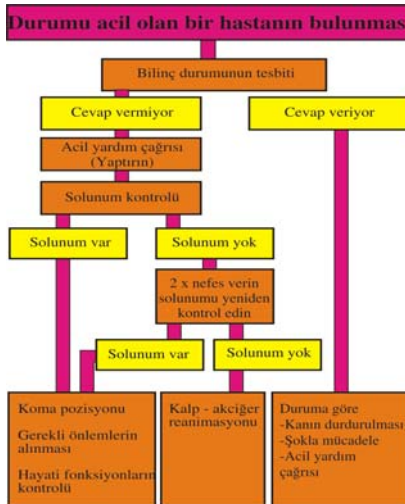 Durumu acil olan bir hastanın bulunması
Bilinç durumunun tesbiti
Cevap vermiyor
Cevap veriyor
Acil yardım çağrısı
(Yaptırın)
Solunum kontrolü
Solunum var
Solunum yok
2 x nefes verin
solunumu yeniden
kontrol edin
Solunum var
Solunum yok
Koma pozisyonu
Gerekli önlemlerin
alınması
Hayati fonksiyonların
kontrolü
Kalp - akciğer
reanimasyonu
Duruma göre
-Kanın durdurulması
-Şokla mücadele
-Acil yardım
çağrısı